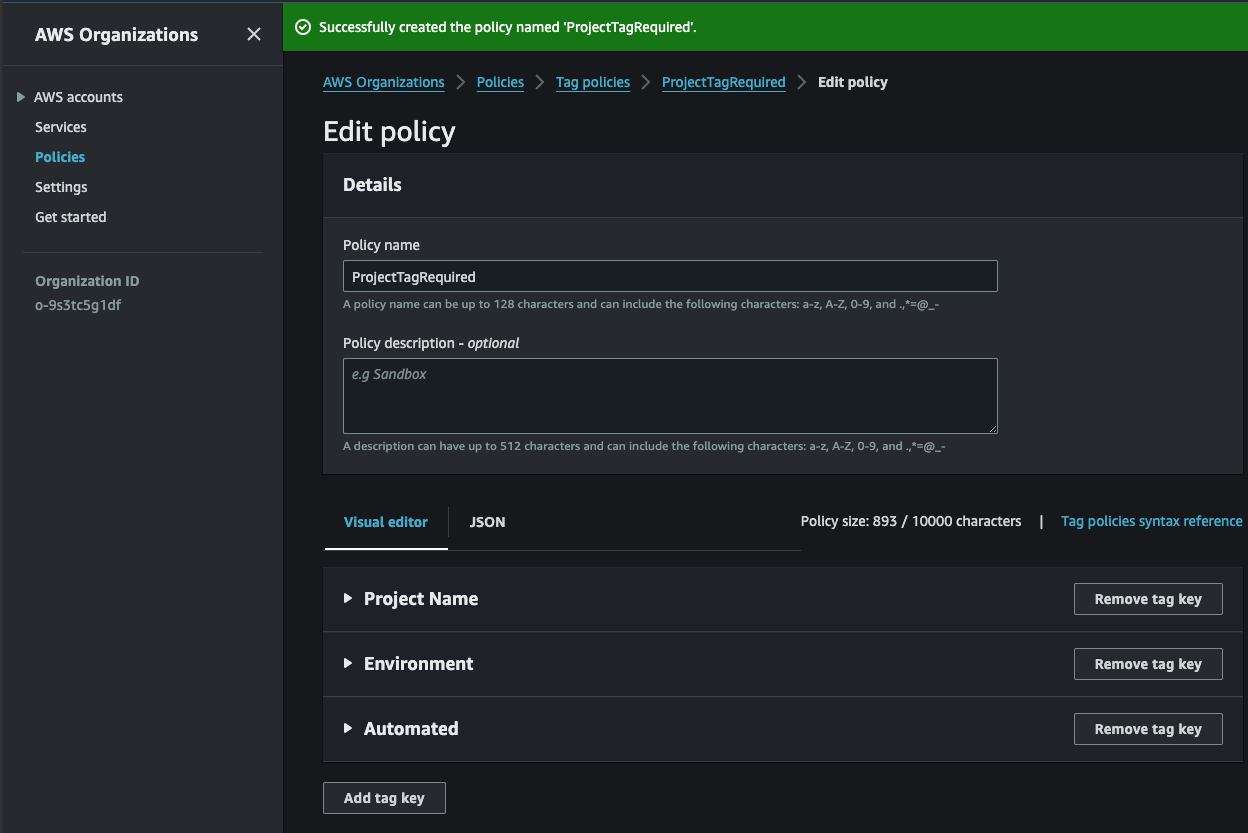 AWS Organizations
AWS accounts
Services
Policies
Settings
Get started
Organization ID
o-9s3tc5g1df
Successfully created the policy named 'ProjectTagRequired'.
AWS Organizations > Policies > Tag policies > ProjectTagRequired > Edit policy
Edit policy
Details
Policy name
ProjectTagRequired
A policy name can be up to 128 characters and can include the following characters: a-z, A-Z, 0-9, and .,*=@_-
Policy description - optional
e.g Sandbox
A description can have up to 512 characters and can include the following characters: a-z, A-Z, 0-9, and .,*=@_-
Visual editor JSON Policy size: 893 / 10000 characters | Tag policies syntax reference
Project Name Remove tag key
Environment Remove tag key
Automated Remove tag key
Add tag key